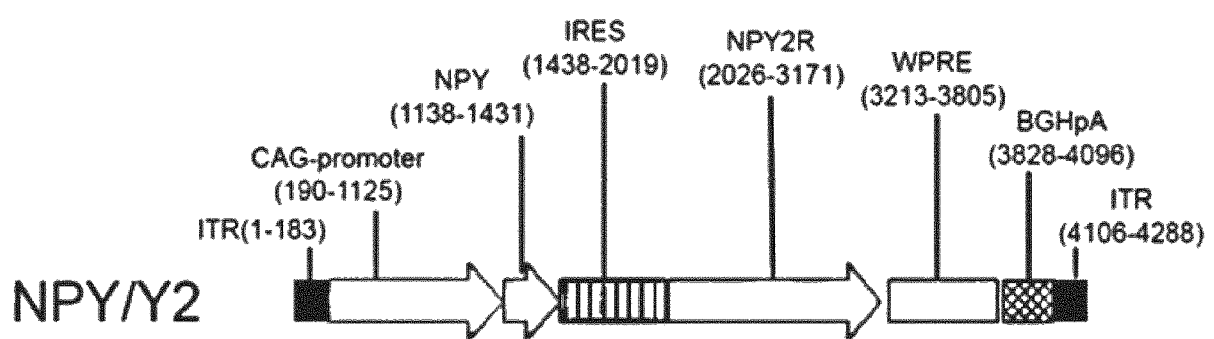 IRES
(1438-2019)
NPY2R
(2026-3171)
WPRE
(3213-3805)
NPY
(1138-1431)
BGHpA
(3828-4096)
CAG-promoter
(190-1125)
ITR
(4106-4288)
ITR(1-183)
NPY/Y2